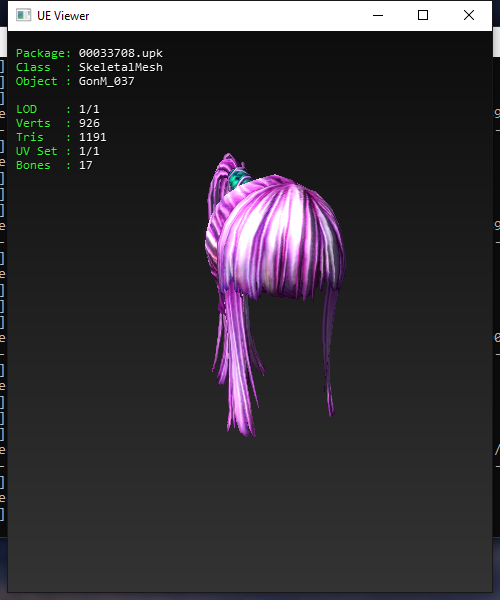 UE Viewer
Package: 00033708.upk
Class : SkeletalMesh
Object : GonM_037
LOD : 1/1
Verts : 926
Tris : 1191
UV Set : 1/1
Bones : 17